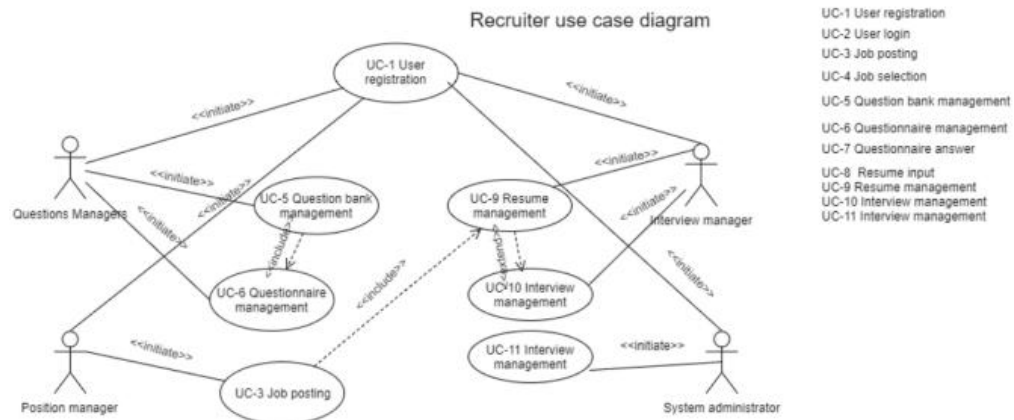 Recruiter use case diagram
UC-1 User
registration
<<initiate>>
<<initiate>>
<<initiate>>
<<initiate>>
<<initiate>>
Questions Managers
<<initiate>>
UC-5 Question bank
management
UC-9 Resume
management
<<initiate>>
Interview manager
<<initiate>>
<<include>>
<<extend>>
<<include>>
<<initiate>>
UC-6 Questionnaire
management
UC-10 Interview
management
<<initiate>>
UC-11 Interview
management
<<initiate>>
Position manager
UC-3 Job posting
System administrator
UC-1 User registration
UC-2 User login
UC-3 Job posting
UC-4 Job selection
UC-5 Question bank management
UC-6 Questionnaire management
UC-7 Questionnaire answer
UC-8 Resume input
UC-9 Resume management
UC-10 Interview management
UC-11 Interview management